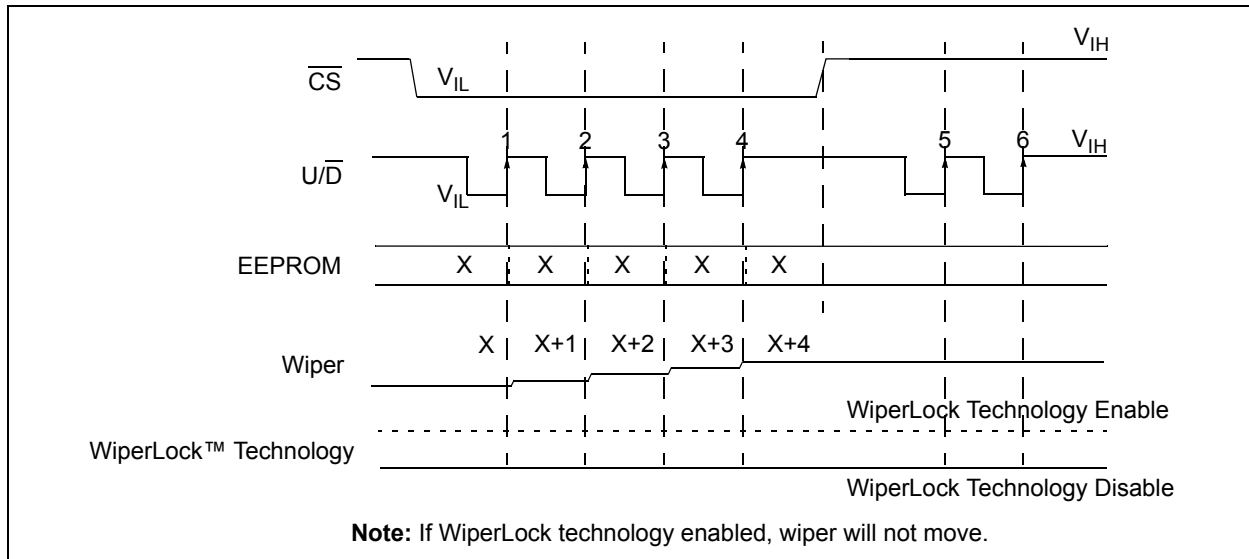 V_IH
C̅S̅
V_IL
1 2 3 4 5 6
V_IH
U/D̅
V_IL
EEPROM X X X X X
X X+1 X+2 X+3 X+4
Wiper
WiperLock Technology Enable
WiperLock™ Technology
WiperLock Technology Disable
Note: If WiperLock technology enabled, wiper will not move.